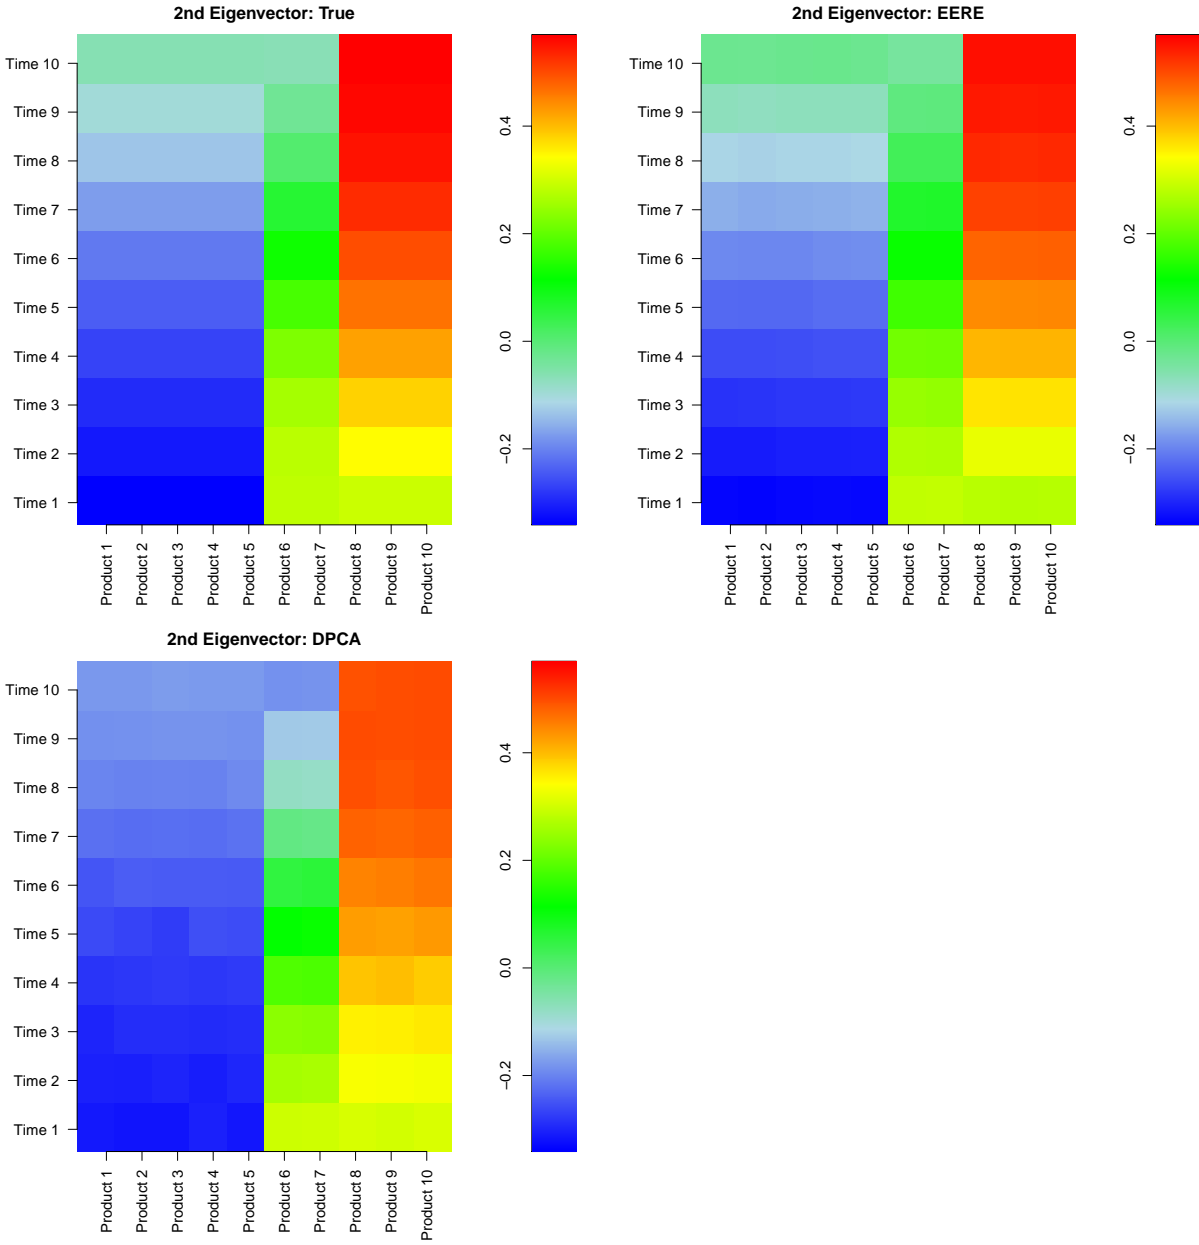 2nd Eigenvector: True
Time 10
Time 9
Time 8
Time 7
Time 6
Time 5
Time 4
Time 3
Time 2
Time 1
Product 1
Product 2
Product 3
Product 4
Product 5
Product 6
Product 7
Product 8
Product 9
Product 10
0.4
0.2
0.0
−0.2
2nd Eigenvector: EERE
Time 10
Time 9
Time 8
Time 7
Time 6
Time 5
Time 4
Time 3
Time 2
Time 1
Product 1
Product 2
Product 3
Product 4
Product 5
Product 6
Product 7
Product 8
Product 9
Product 10
0.4
0.2
0.0
−0.2
2nd Eigenvector: DPCA
Time 10
Time 9
Time 8
Time 7
Time 6
Time 5
Time 4
Time 3
Time 2
Time 1
Product 1
Product 2
Product 3
Product 4
Product 5
Product 6
Product 7
Product 8
Product 9
Product 10
0.4
0.2
0.0
−0.2